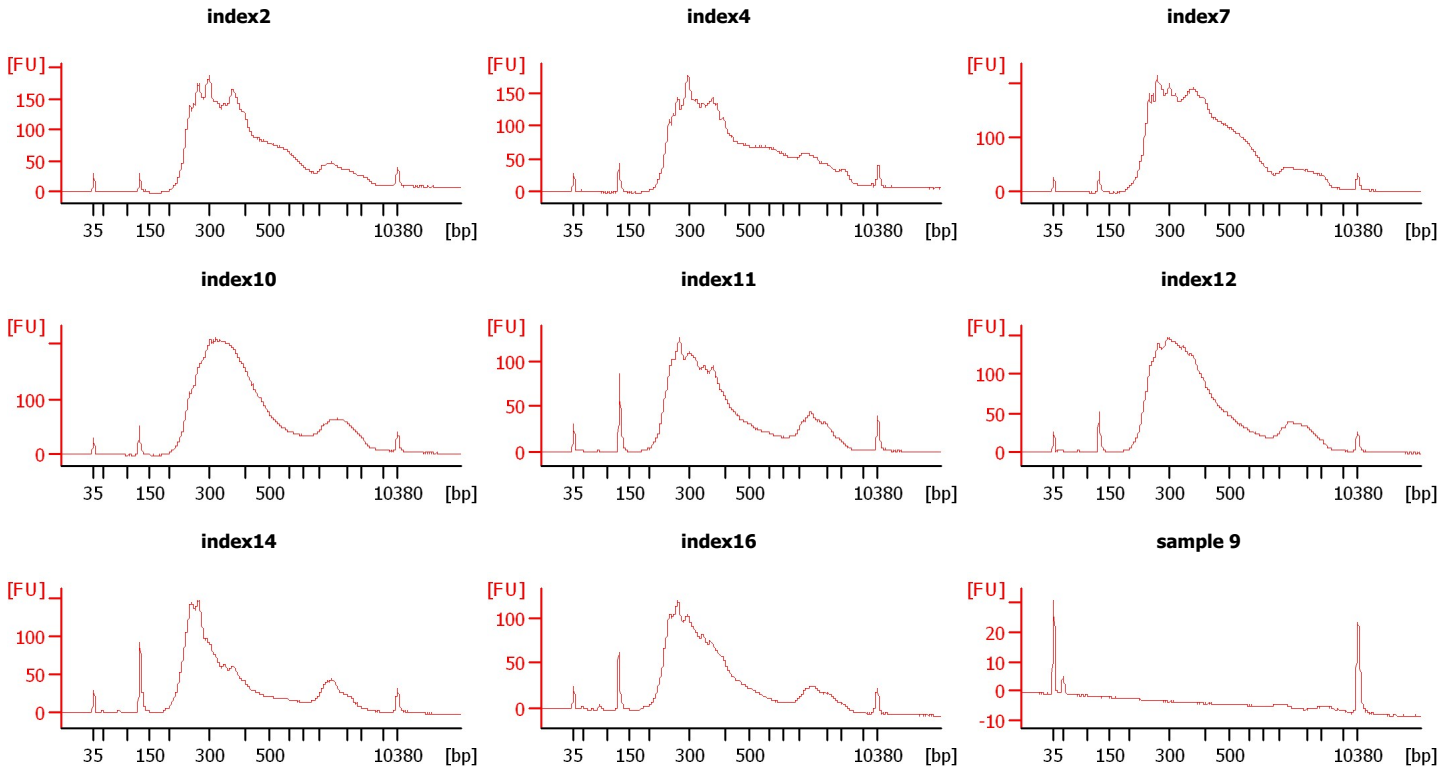 index2 index4 index7
[FU] [FU] [FU]
150 150
100 100 100
50 50
0 0 0
35 150 300 500 10380 [bp] 35 150 300 500 10380 [bp] 35 150 300 500 10380 [bp]
index10 index11 index12
[FU] [FU] [FU]
100 100 100
50 50
0 0 0
35 150 300 500 10380 [bp] 35 150 300 500 10380 [bp] 35 150 300 500 10380 [bp]
index14 index16 sample 9
[FU] [FU] [FU]
100 100 20
50 50 10
0 0 0
-10
35 150 300 500 10380 [bp] 35 150 300 500 10380 [bp] 35 150 300 500 10380 [bp]